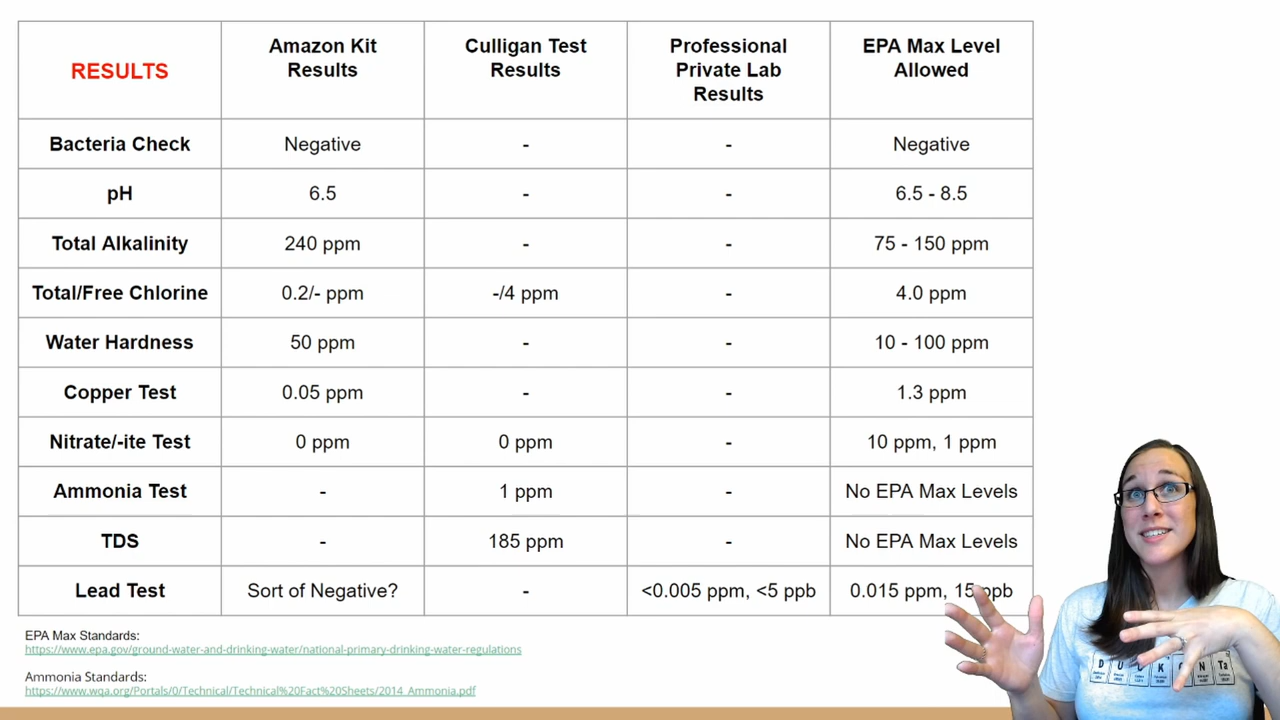 RESULTS
Amazon Kit
Results
Culligan Test
Results
Professional
Private Lab
Results
EPA Max Level
Allowed
Bacteria Check Negative - - Negative
pH 6.5 - - 6.5 - 8.5
Total Alkalinity 240 ppm - - 75 - 150 ppm
Total/Free Chlorine 0.2/- ppm -/4 ppm - 4.0 ppm
Water Hardness 50 ppm - - 10 - 100 ppm
Copper Test 0.05 ppm - - 1.3 ppm
Nitrate/-ite Test 0 ppm 0 ppm - 10 ppm, 1 ppm
Ammonia Test - 1 ppm - No EPA Max Levels
TDS - 185 ppm - No EPA Max Levels
Lead Test Sort of Negative? - <0.005 ppm, <5 ppb 0.015 ppm, 15 ppb
EPA Max Standards:
https://www.epa.gov/ground-water-and-drinking-water/national-primary-drinking-water-regulations
Ammonia Standards:
https://www.wqa.org/Portals/0/Technical/Technical%20Fact%20Sheets/2014_Ammonia.pdf